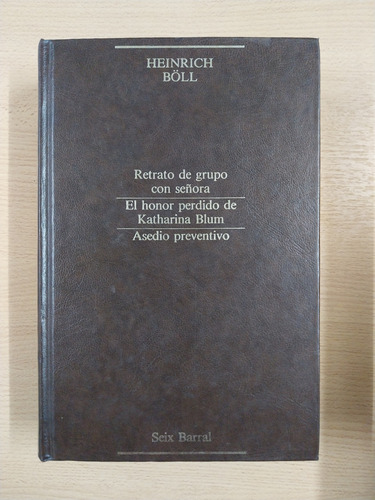 HEINRICH
BÖLL
Retrato de grupo
con señora
El honor perdido de
Katharina Blum
Asedio preventivo
Seix Barral